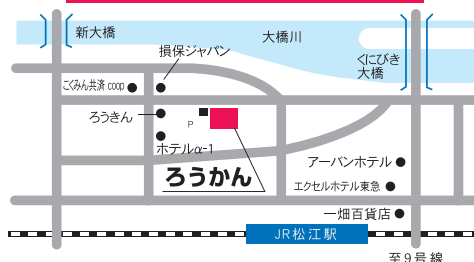 新大橋
大橋川
損保ジャパン
くにびき
大橋
こくみん共済 coop
ろうきん
P
ホテルα-1
ろうかん
アーバンホテル
エクセルホテル東急
一畑百貨店
JR松江駅
至9号線